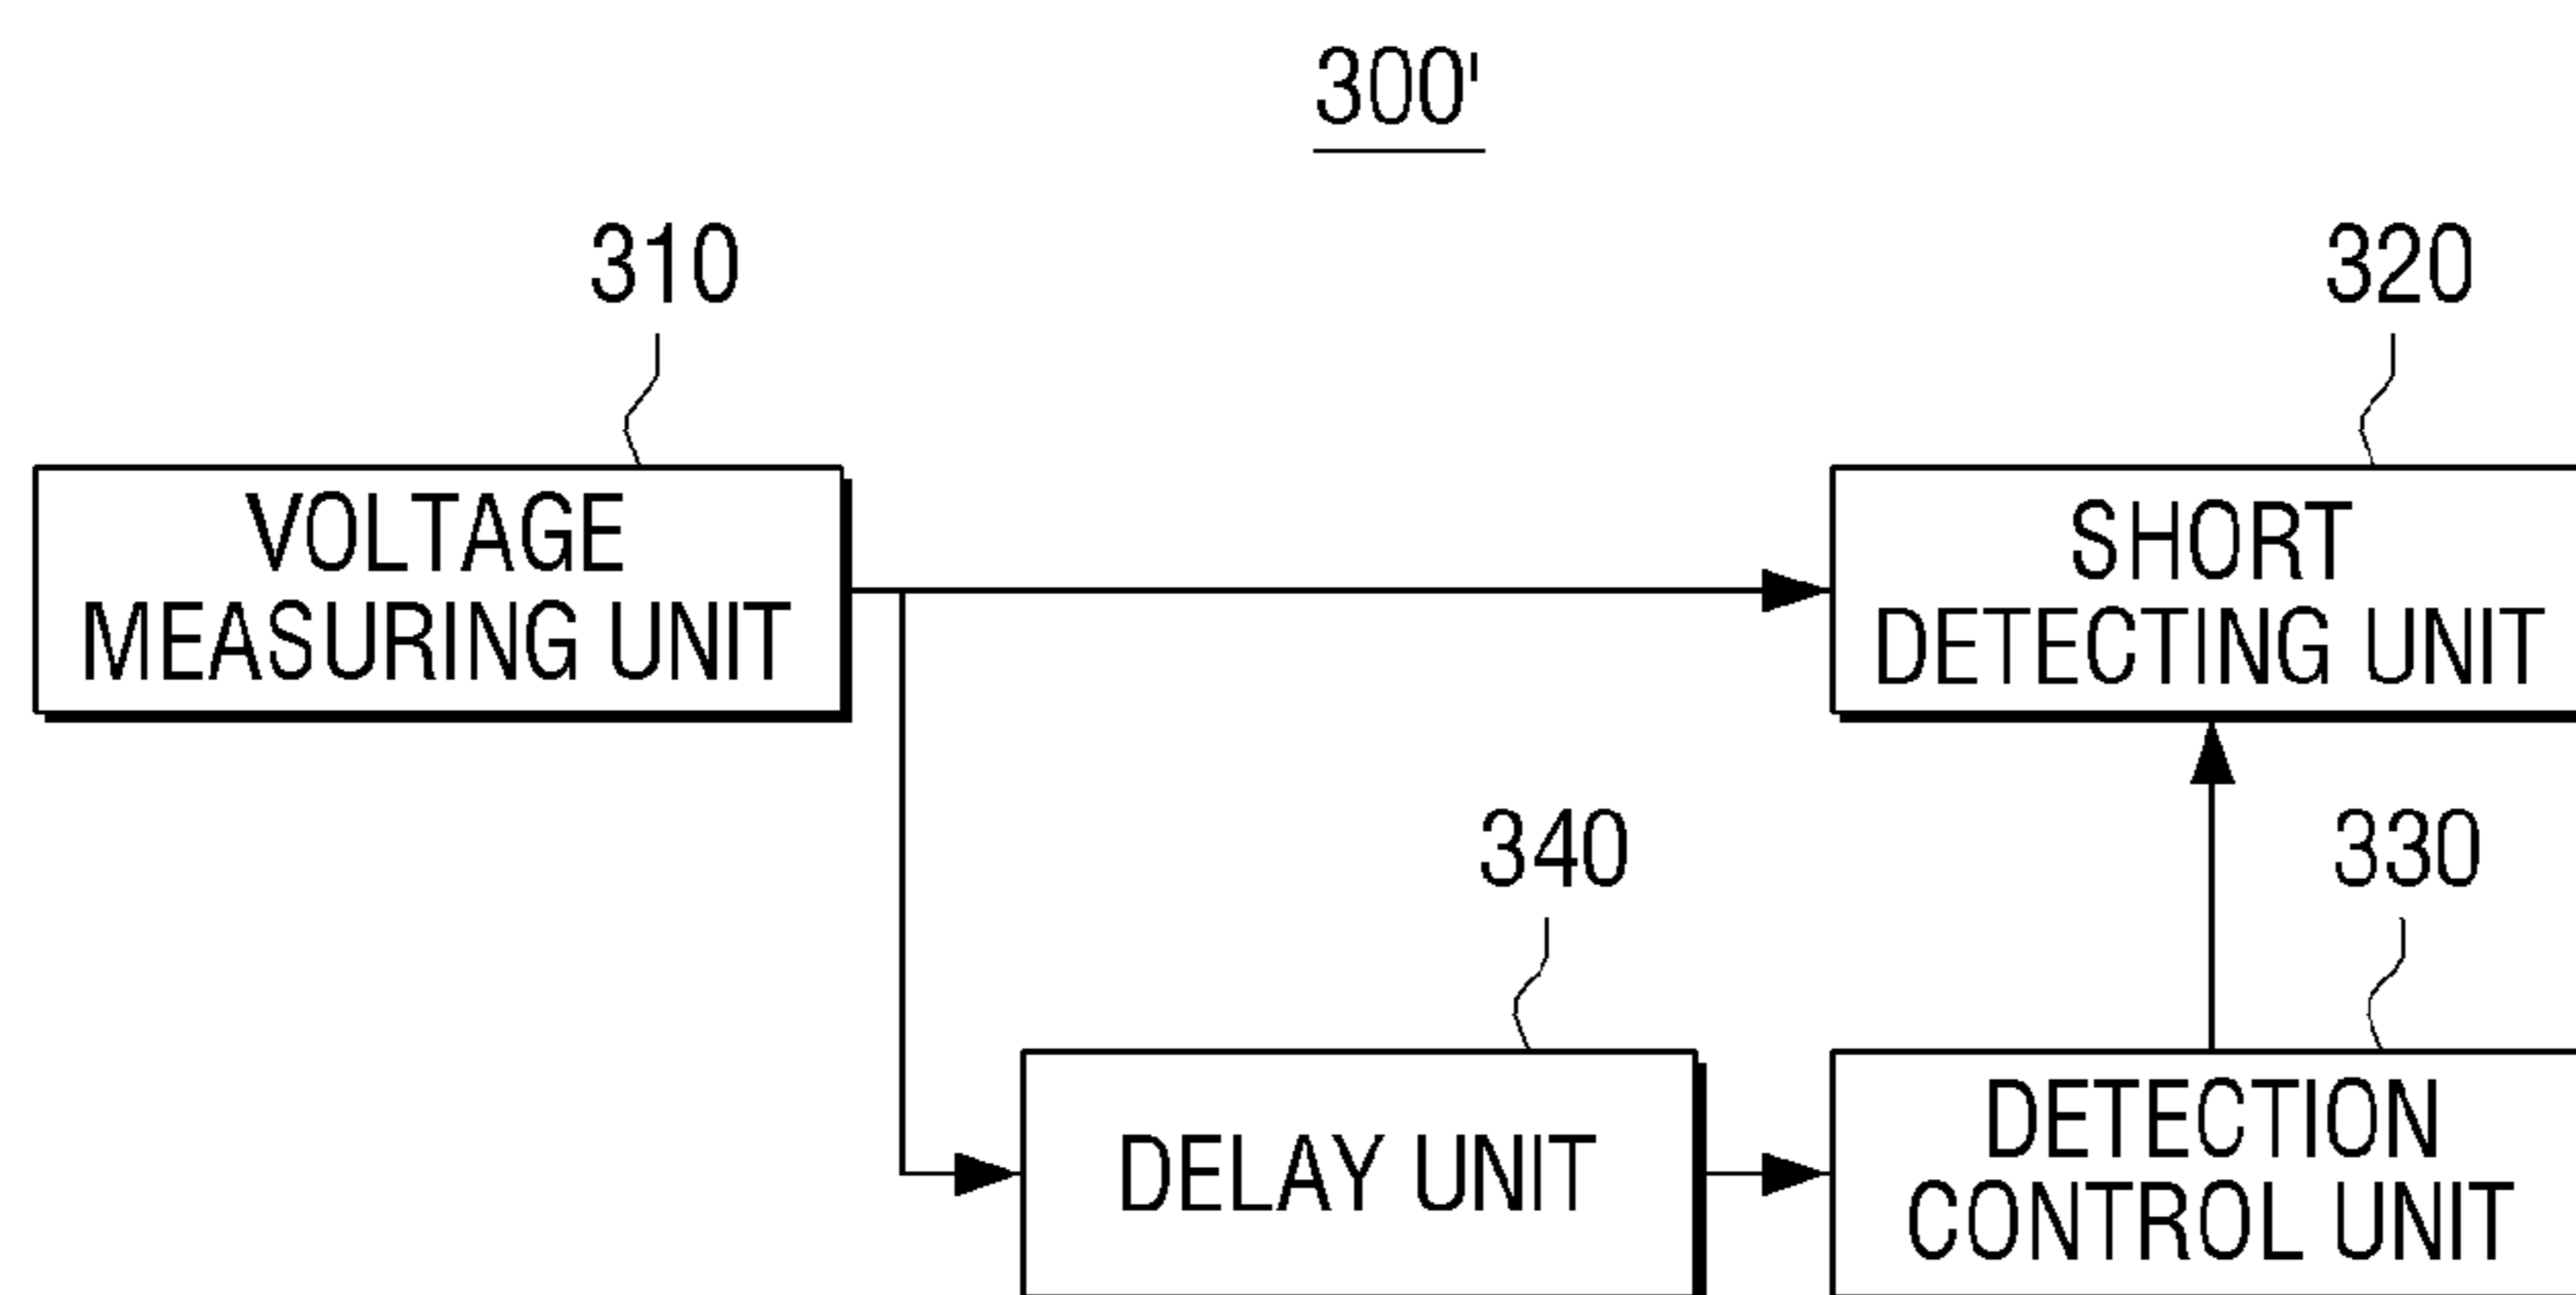 300'
310
320
VOLTAGE
MEASURING UNIT
SHORT
DETECTING UNIT
340
330
DELAY UNIT
DETECTION
CONTROL UNIT